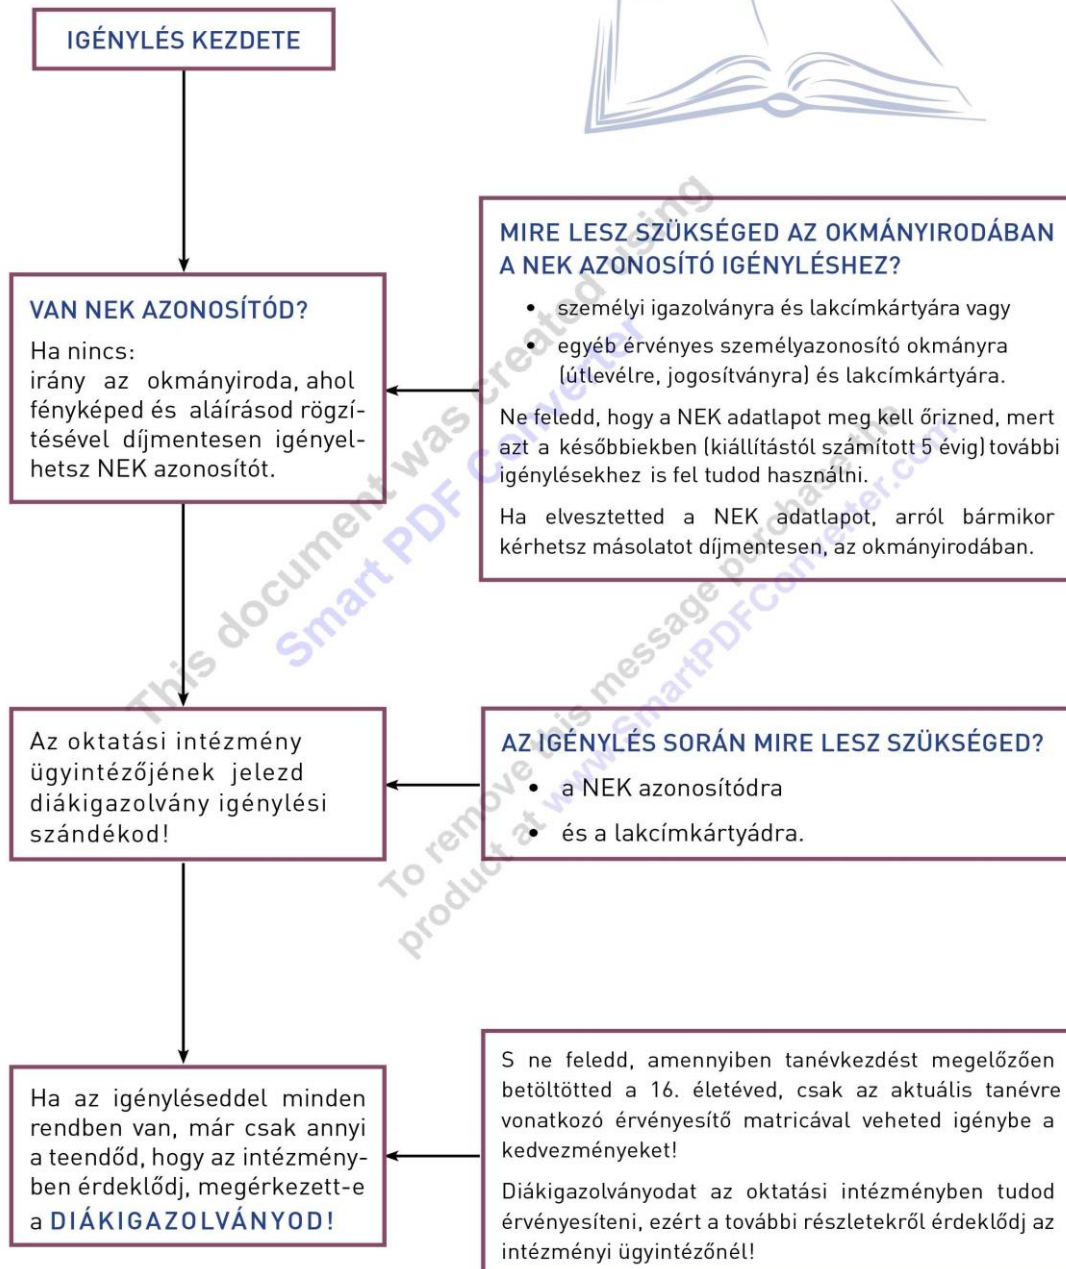 IGÉNYLÉS KEZDETE
MIRE LESZ SZÜKSÉGED AZ OKMÁNYIRODÁBAN
A NEK AZONOSÍTÓ IGÉNYLÉSHEZ?
• személyi igazolványra és lakcímkártyára vagy
• egyéb érvényes személyazonosító okmányra
(útlevélre, jogosítványra) és lakcímkártyára.
Ne feledd, hogy a NEK adatlapot meg kell őrizned, mert
azt a későbbiekben (kiállítástól számított 5 évig) további
igénylésekhez is fel tudod használni.
Ha elvesztetted a NEK adatlapot, arról bármikor
kérhetsz másolatot díjmentesen, az okmányirodában.
VAN NEK AZONOSÍTÓD?
Ha nincs:
irány az okmányiroda, ahol
fényképed és aláírásod rögzí-
tésével díjmentesen igényel-
hetsz NEK azonosítót.
Az oktatási intézmény
ügyintézőjének jelezd
diákigazolvány igénylési
szándékod!
AZ IGÉNYLÉS SORÁN MIRE LESZ SZÜKSÉGED?
• a NEK azonosítódra
• és a lakcímkártyádra.
Ha az igényléseddel minden
rendben van, már csak annyi
a teendőd, hogy az intézmény-
ben érdeklődj, megérkezett-e
a DIÁKIGAZOLVÁNYOD!
S ne feledd, amennyiben tanévkezdést megelőzően
betöltötted a 16. életéved, csak az aktuális tanévre
vonatkozó érvényesítő matricával veheted igénybe a
kedvezményeket!
Diákigazolványodat az oktatási intézményben tudod
érvényesíteni, ezért a további részletekről érdeklődj az
intézményi ügyintézőnél!
This document was created using
Smart PDF Converter
To remove this message purchase the
product at www.SmartPDFConverter.com